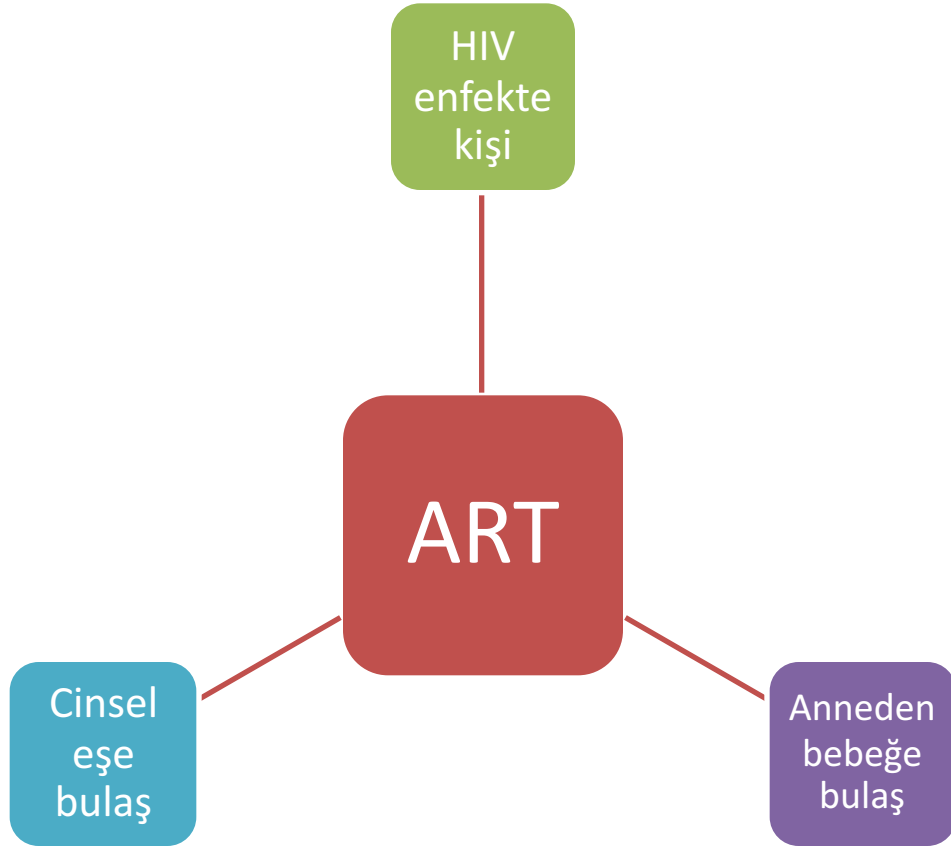 HIV
enfekte
kişi
ART
Cinsel
eşe
bulaş
Anneden
bebeğe
bulaş